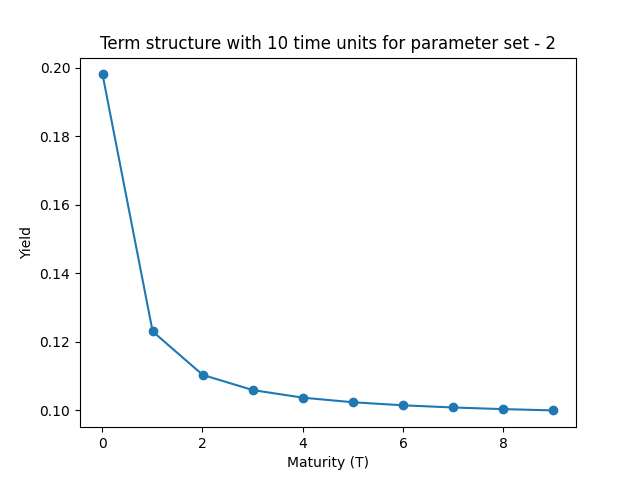 Term structure with 10 time units for parameter set - 2
0.20
0.18
0.16
0.14
0.12
0.10
Yield
0 2 4 6 8
Maturity (T)